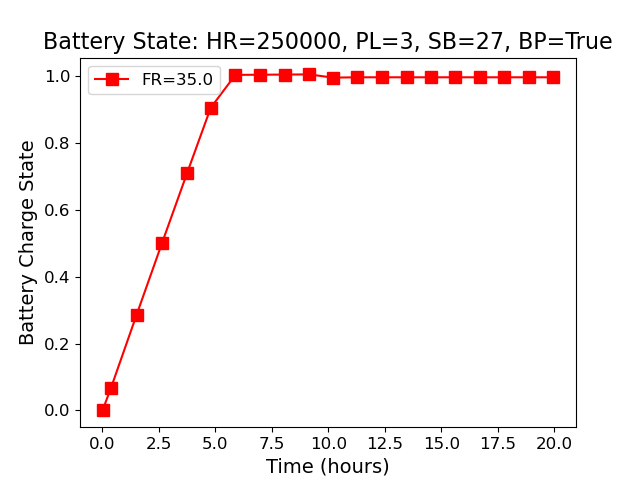 Battery State: HR=250000, PL=3, SB=27, BP=True
FR=35.0
1.0
0.8
0.6
0.4
0.2
0.0
Battery Charge State
0.0 2.5 5.0 7.5 10.0 12.5 15.0 17.5 20.0
Time (hours)